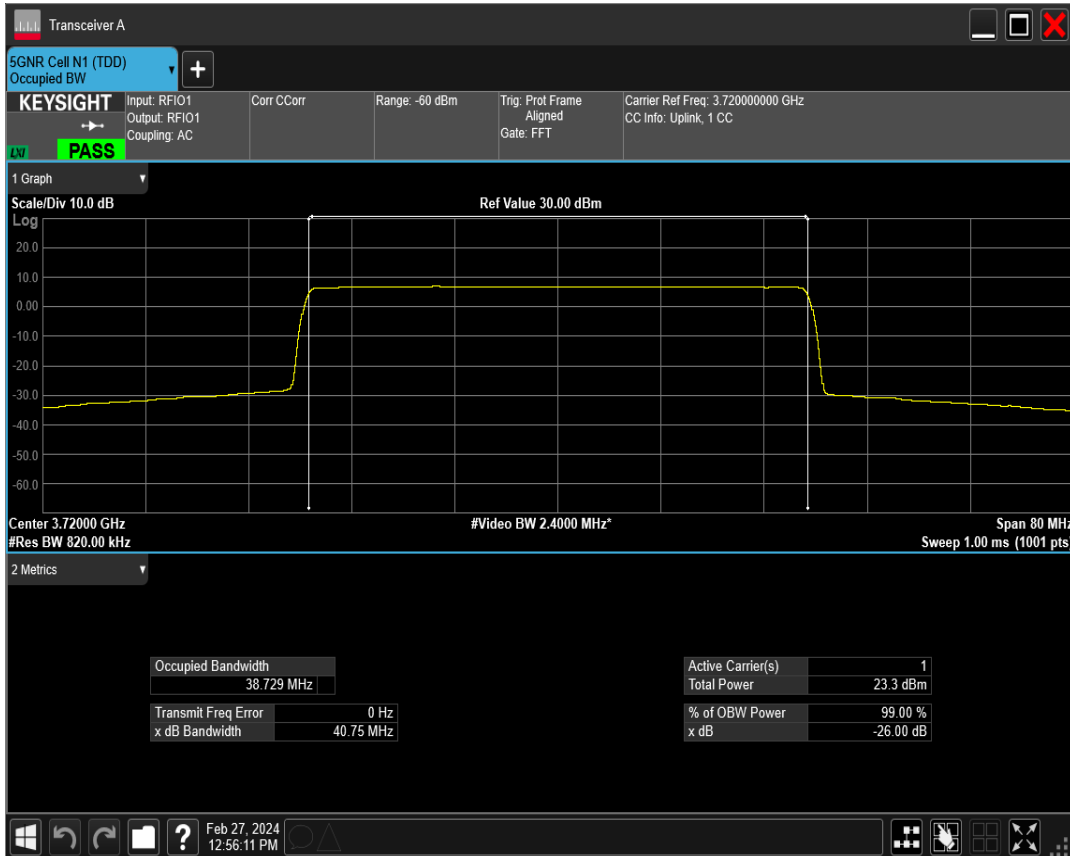 Transceiver A
5GNR Cell N1 (TDD)
Occupied BW
+
KEYSIGHT
LXI
PASS
Input: RFIO1
Output: RFIO1
Coupling: AC
Corr CCorr
Range: -60 dBm
Trig: Prot Frame
Aligned
Gate: FFT
Carrier Ref Freq: 3.720000000 GHz
CC Info: Uplink, 1 CC
1 Graph
Scale/Div 10.0 dB
Ref Value 30.00 dBm
Log
20.0
10.0
0.00
-10.0
-20.0
-30.0
-40.0
-50.0
-60.0
Center 3.72000 GHz
#Video BW 2.4000 MHz*
Span 80 MHz
#Res BW 820.00 kHz
Sweep 1.00 ms (1001 pts)
2 Metrics
Occupied Bandwidth
38.729 MHz
Transmit Freq Error 0 Hz
x dB Bandwidth 40.75 MHz
Active Carrier(s) 1
Total Power 23.3 dBm
% of OBW Power 99.00 %
x dB -26.00 dB
?
Feb 27, 2024
12:56:11 PM